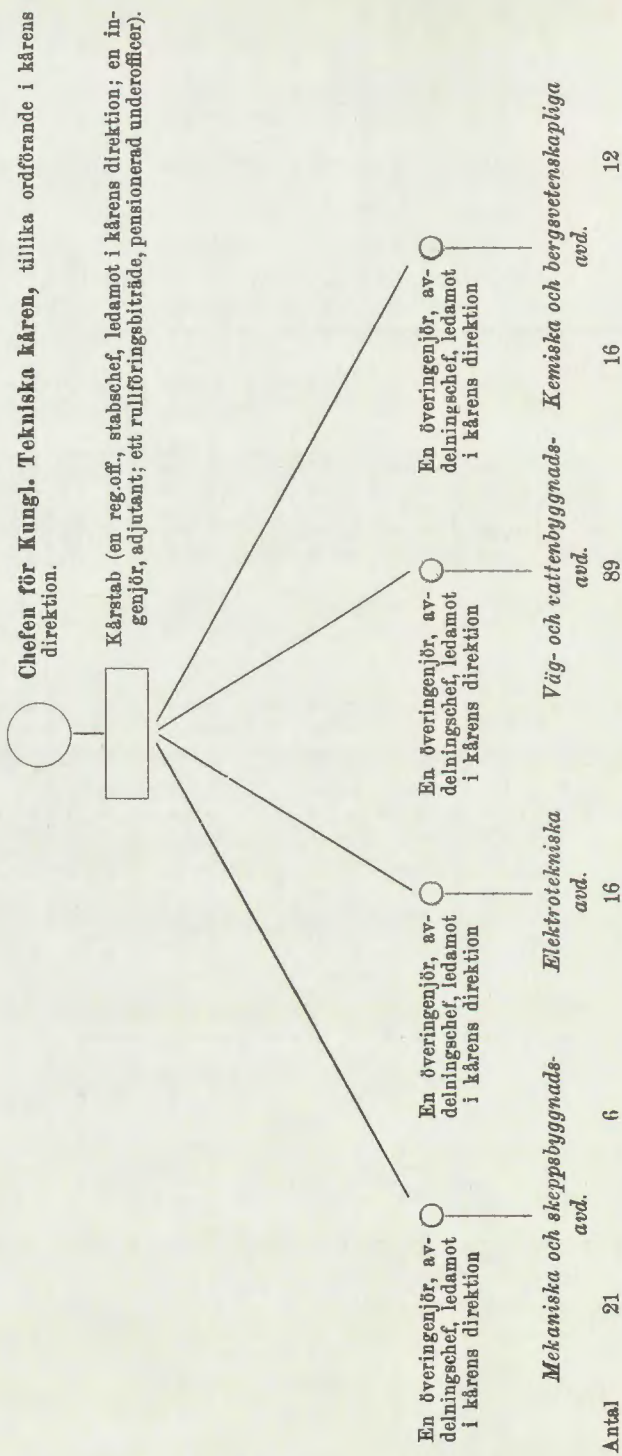 Chefen för Kungl. Tekniska kåren, tillika ordförande i kårens
direktion.
Kårstab (en reg.off., stabschef, ledamot i kårens direktion; en in-
genjör, adjutant; ett rullföringsbiträde, pensionerad underofficer).
En överingenjör, av-
delningschef, ledamot
i kårens direktion
En överingenjör, av-
delningschef, ledamot
i kårens direktion
En överingenjör, av-
delningschef, ledamot
i kårens direktion
En överingenjör, av-
delningschef, ledamot
i kårens direktion
Mekaniska och skeppsbyggnads-
avd.
Elektrotekniska
avd.
Väg- och vattenbyggnads-
avd.
Kemiska och bergsvetenskapliga
avd.
Antal 21 6 16 89 16 12